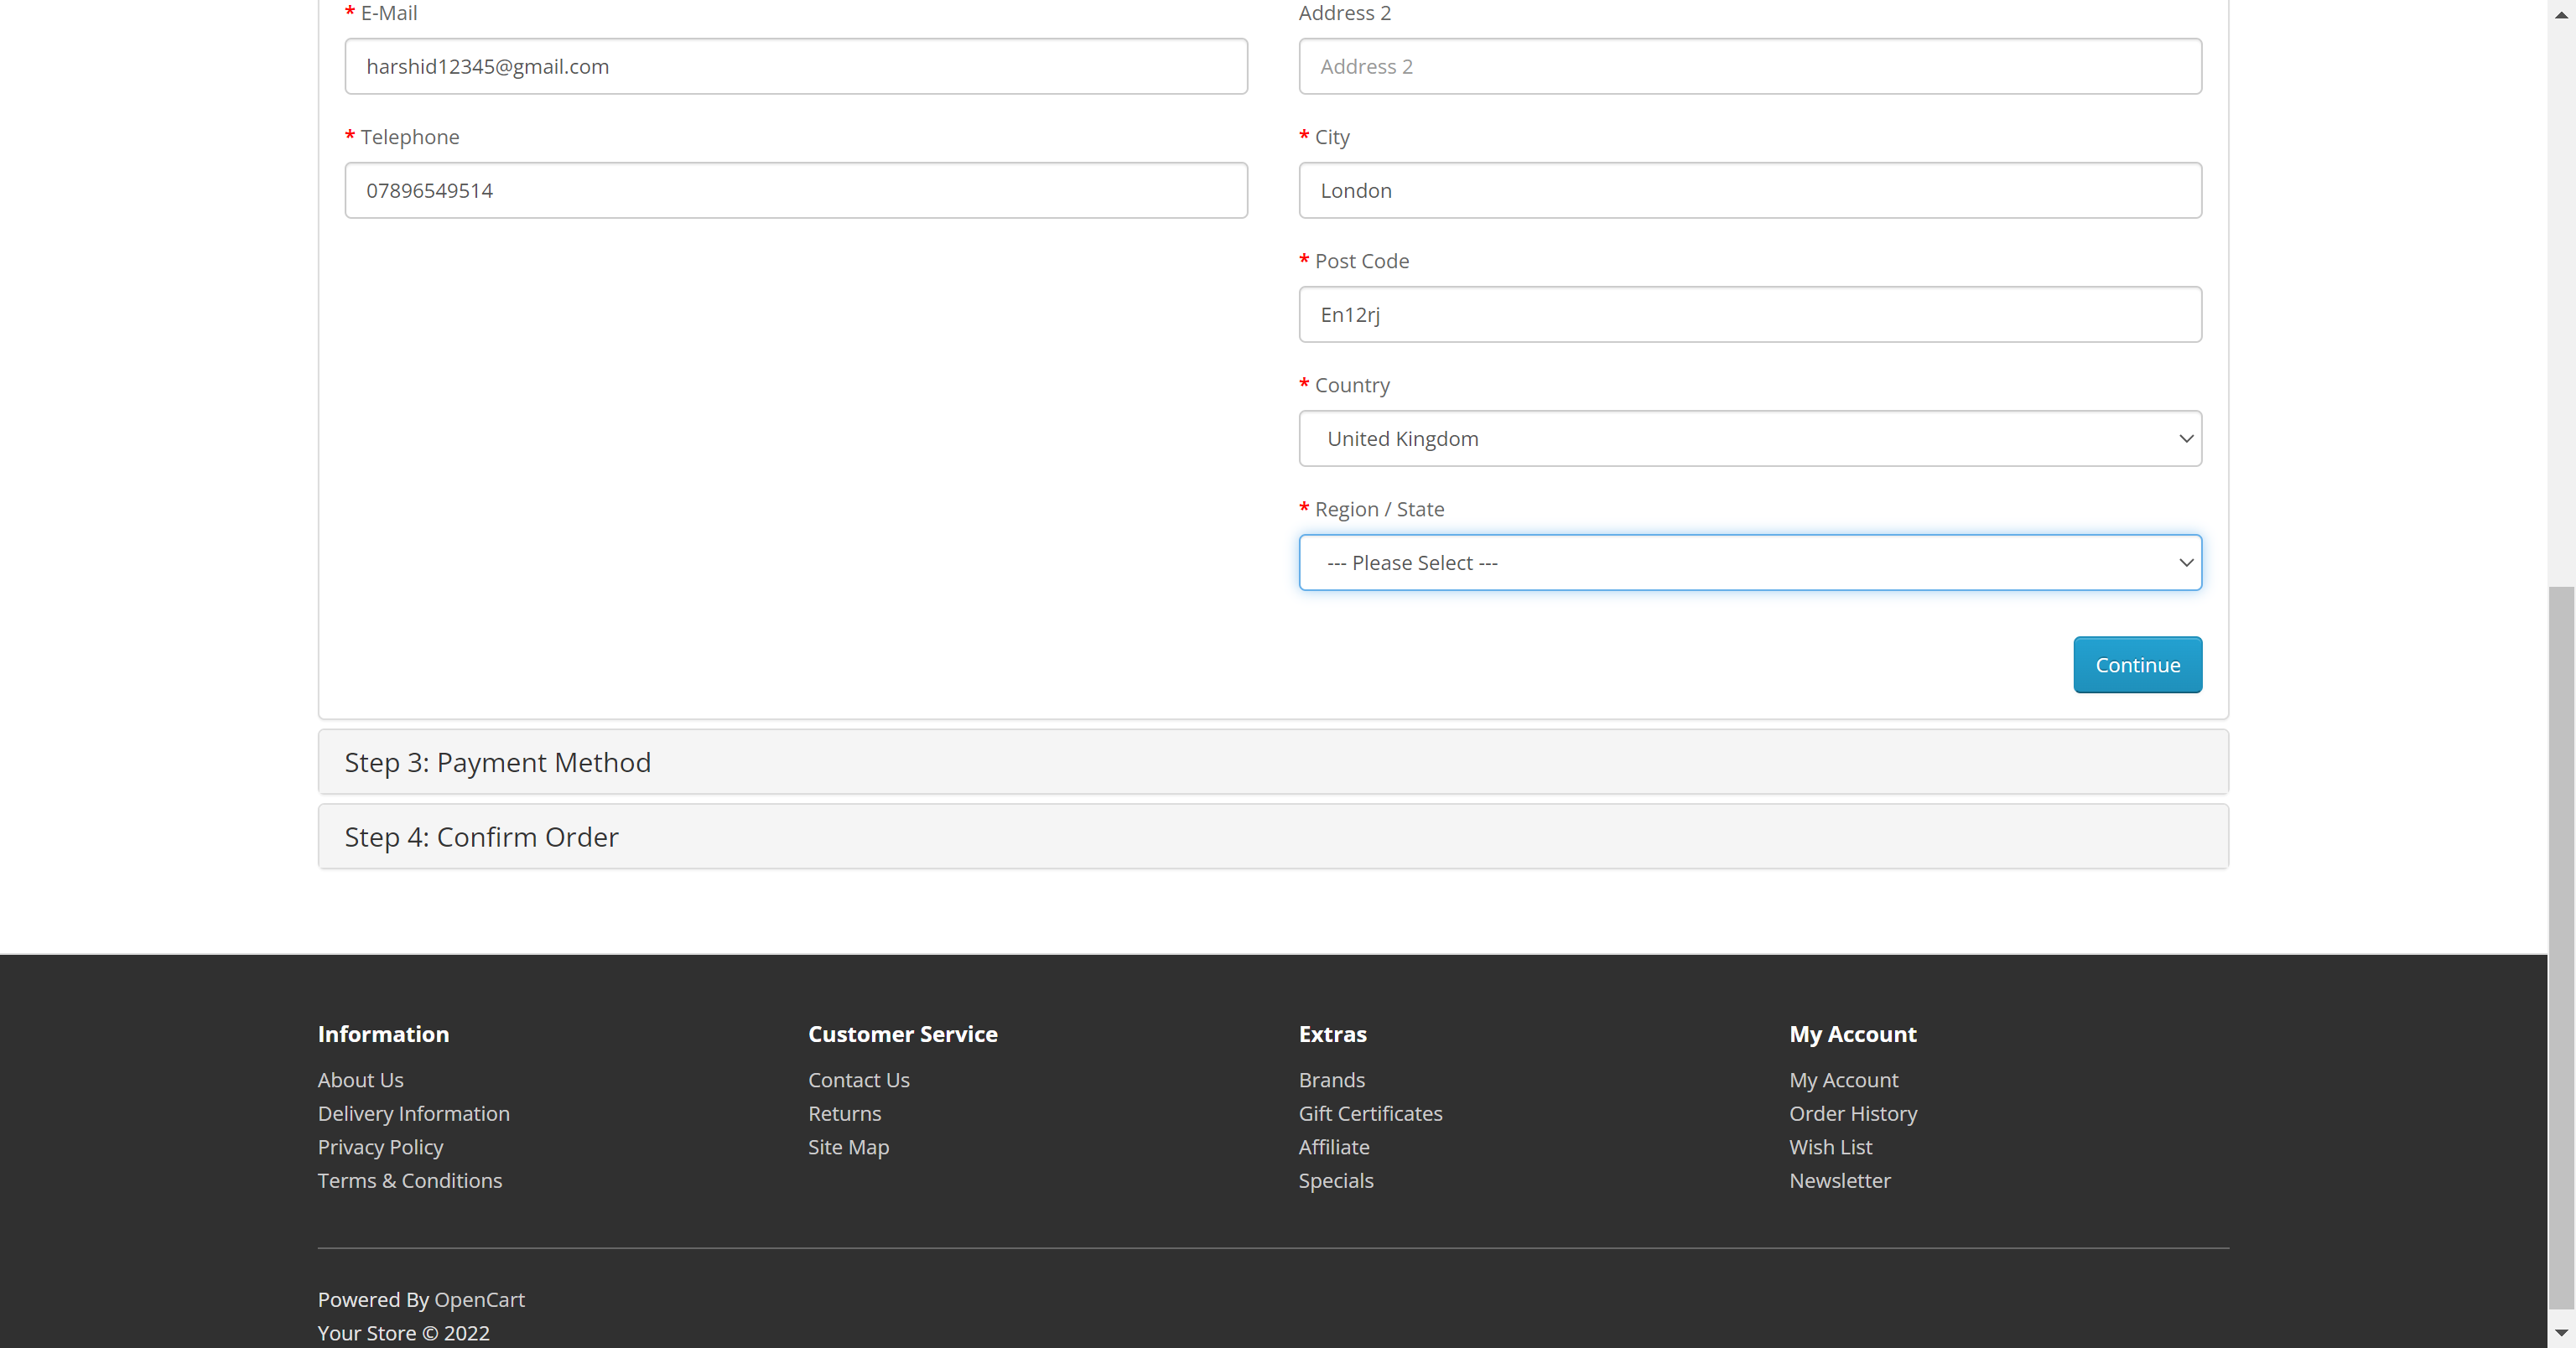 * E-Mail
harshid12345@gmail.com
* Telephone
07896549514
Address 2
Address 2
* City
London
* Post Code
En12rj
* Country
United Kingdom
* Region / State
--- Please Select ---
Continue
Step 3: Payment Method
Step 4: Confirm Order
Information
About Us
Delivery Information
Privacy Policy
Terms & Conditions
Customer Service
Contact Us
Returns
Site Map
Extras
Brands
Gift Certificates
Affiliate
Specials
My Account
My Account
Order History
Wish List
Newsletter
Powered By OpenCart
Your Store © 2022